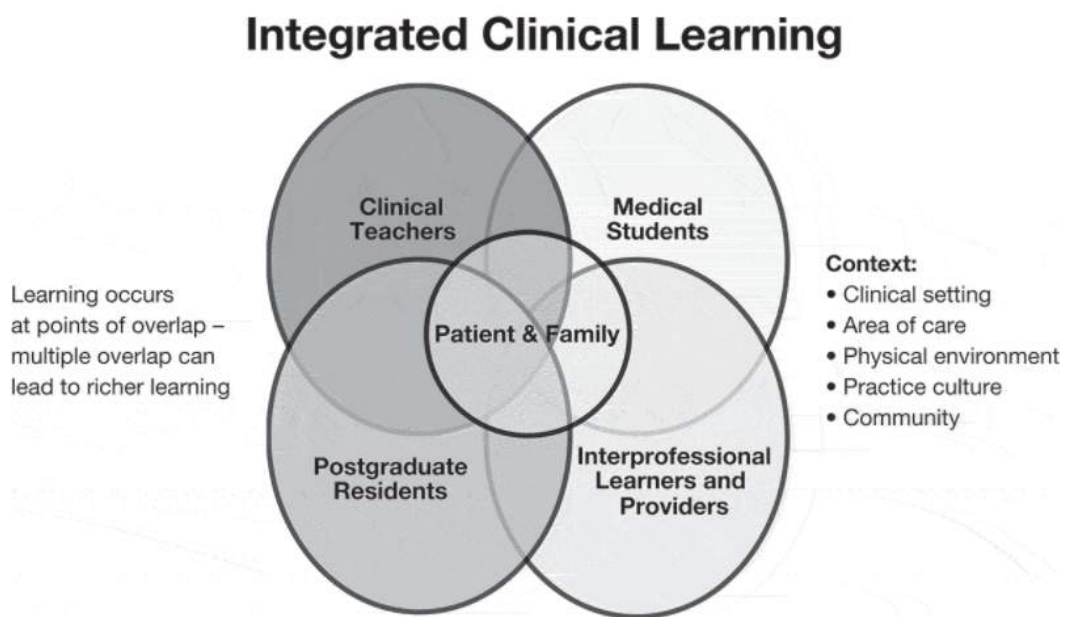 Integrated Clinical Learning
Clinical
Teachers
Medical
Students
Learning occurs
at points of overlap –
multiple overlap can
lead to richer learning
Patient & Family
Context:
• Clinical setting
• Area of care
• Physical environment
• Practice culture
• Community
Postgraduate
Residents
Interprofessional
Learners and
Providers